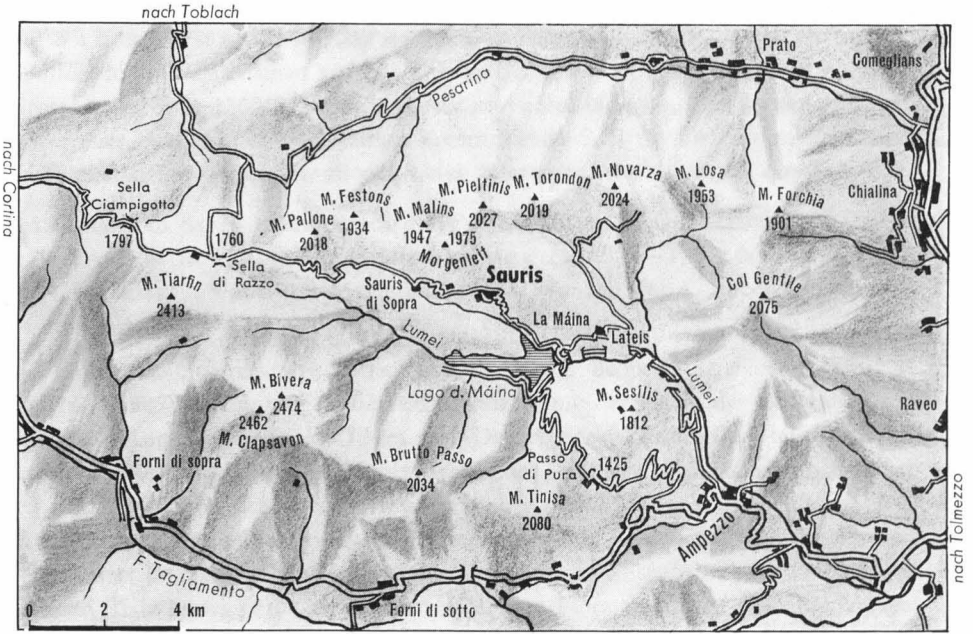 nach Toblach
Prato
Comeglians
Pesarina
nach Cortina
Sella
Ciampigotto
1797
1760
M. Pallone
2018
M. Festons
1934
M. Malins
1947
1975
Morgenleit
M. Pieltinis
2027
M. Torondon
2019
M. Novarza
2024
M. Losa
1953
M. Forchia
1901
Chialina
Sella
di Razzo
M. Tiarfin
2413
Sauris
di Sopra
Sauris
Col Gentile
2075
La Máina
Lateis
Lumei
Lumei
Lago d. Máina
M. Bivera
2474
2462
M. Clapsavon
M. Sesilis
1812
Raveo
Forni di sopra
M. Brutto Passo
2034
Passo
di Pura
1425
M. Tinisa
2080
Ampezzo
nach Tolmezzo
F. Tagliamento
Forni di sotto
0 2 4 km